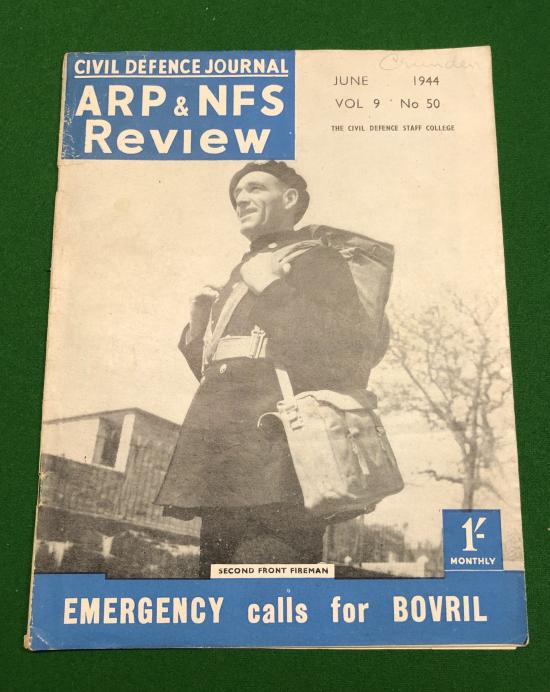 CIVIL DEFENCE JOURNAL
ARP & NFS
Review
Crunden
JUNE 1944
VOL 9 No 50
THE CIVIL DEFENCE STAFF COLLEGE
1/-
MONTHLY
SECOND FRONT FIREMAN
EMERGENCY calls for BOVRIL